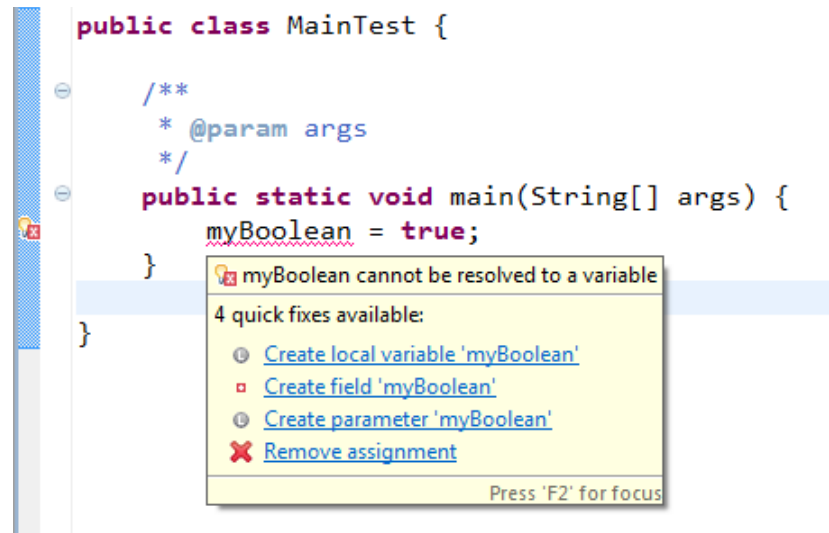 public class MainTest {
/**
* @param args
*/
public static void main(String[] args) {
myBoolean = true;
}
myBoolean cannot be resolved to a variable
4 quick fixes available:
Create local variable 'myBoolean'
Create field 'myBoolean'
Create parameter 'myBoolean'
Remove assignment
Press 'F2' for focus
}